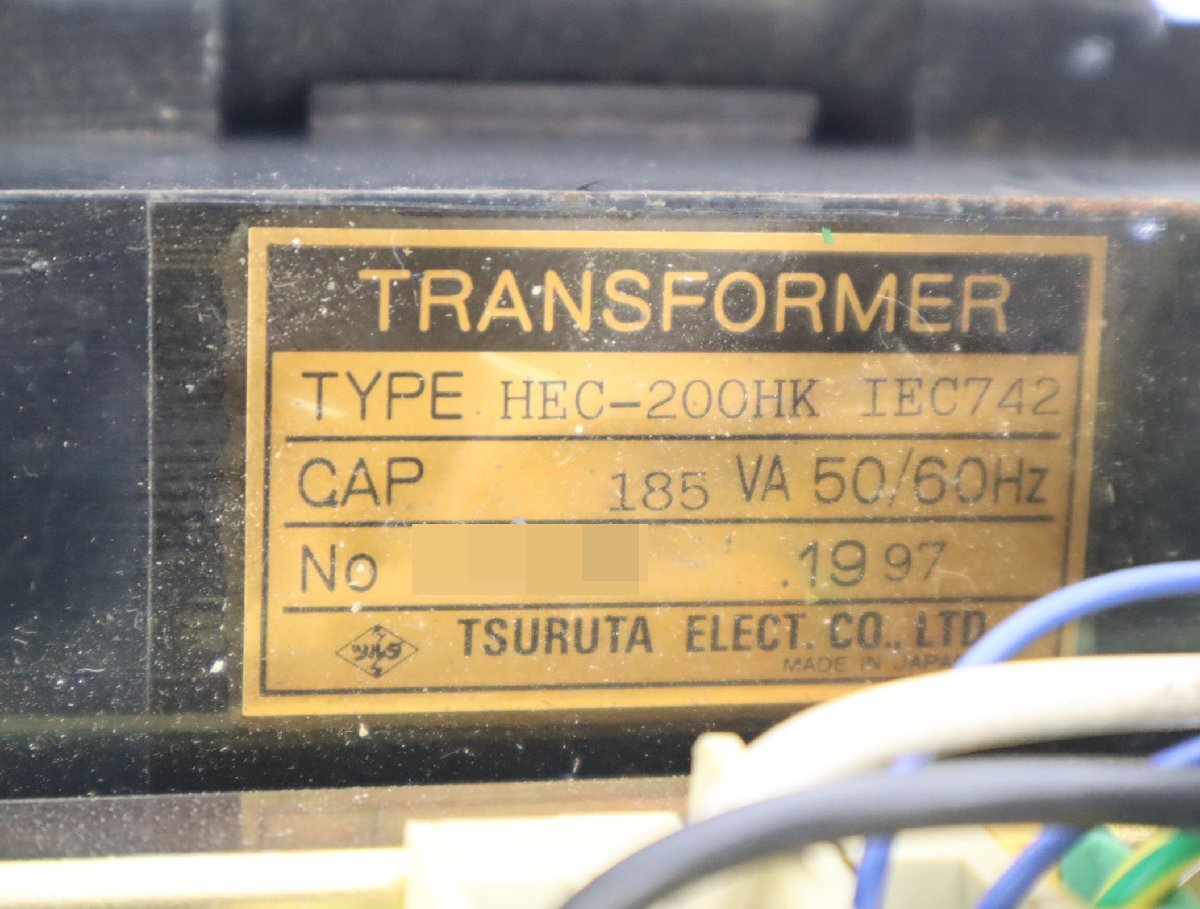 TRANSFORMER
TYPE HEC-200HK IEC742
CAP 185 VA 50/60Hz
No .1997
TSURUTA ELECT. CO., LTD
MADE IN JAPAN